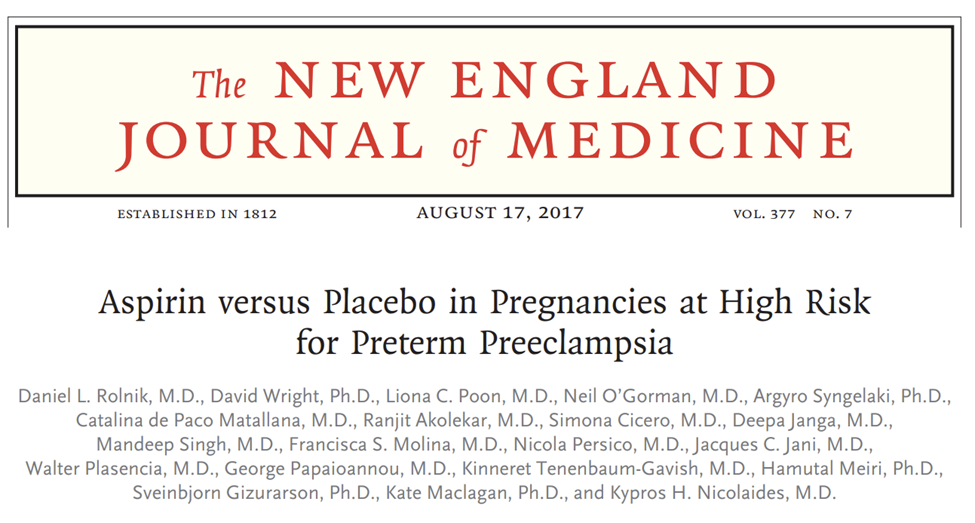 The NEW ENGLAND
JOURNAL of MEDICINE
ESTABLISHED IN 1812 AUGUST 17, 2017 VOL. 377 NO. 7
Aspirin versus Placebo in Pregnancies at High Risk
for Preterm Preeclampsia
Daniel L. Rolnik, M.D., David Wright, Ph.D., Liona C. Poon, M.D., Neil O’Gorman, M.D., Argyro Syngelaki, Ph.D.,
Catalina de Paco Matallana, M.D., Ranjit Akolekar, M.D., Simona Cicero, M.D., Deepa Janga, M.D.,
Mandeep Singh, M.D., Francisca S. Molina, M.D., Nicola Persico, M.D., Jacques C. Jani, M.D.,
Walter Plasencia, M.D., George Papaioannou, M.D., Kinneret Tenenbaum-Gavish, M.D., Hamutal Meiri, Ph.D.,
Sveinbjorn Gizurarson, Ph.D., Kate Maclagan, Ph.D., and Kypros H. Nicolaides, M.D.